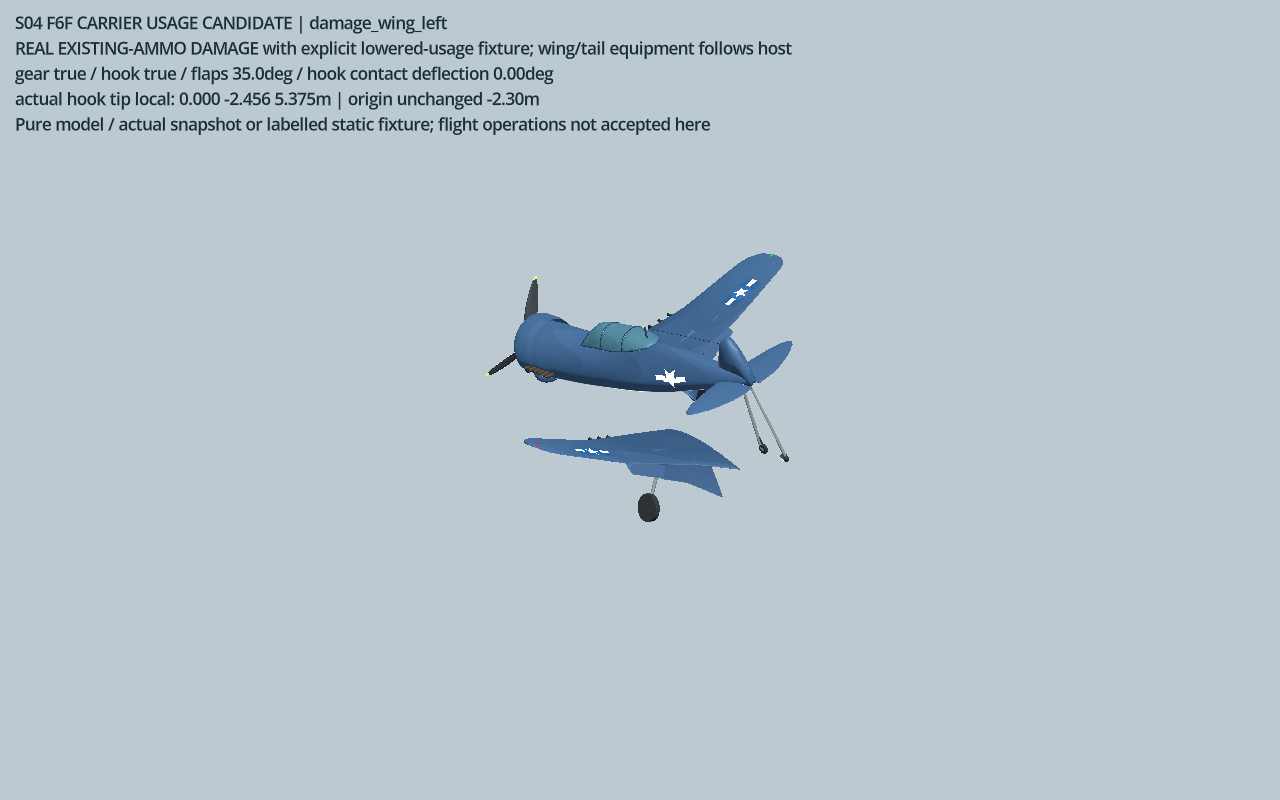 S04 F6F CARRIER USAGE CANDIDATE | damage_wing_left
REAL EXISTING-AMMO DAMAGE with explicit lowered-usage fixture; wing/tail equipment follows host
gear true / hook true / flaps 35.0deg / hook contact deflection 0.00deg
actual hook tip local: 0.000 -2.456 5.375m | origin unchanged -2.30m
Pure model / actual snapshot or labelled static fixture; flight operations not accepted here